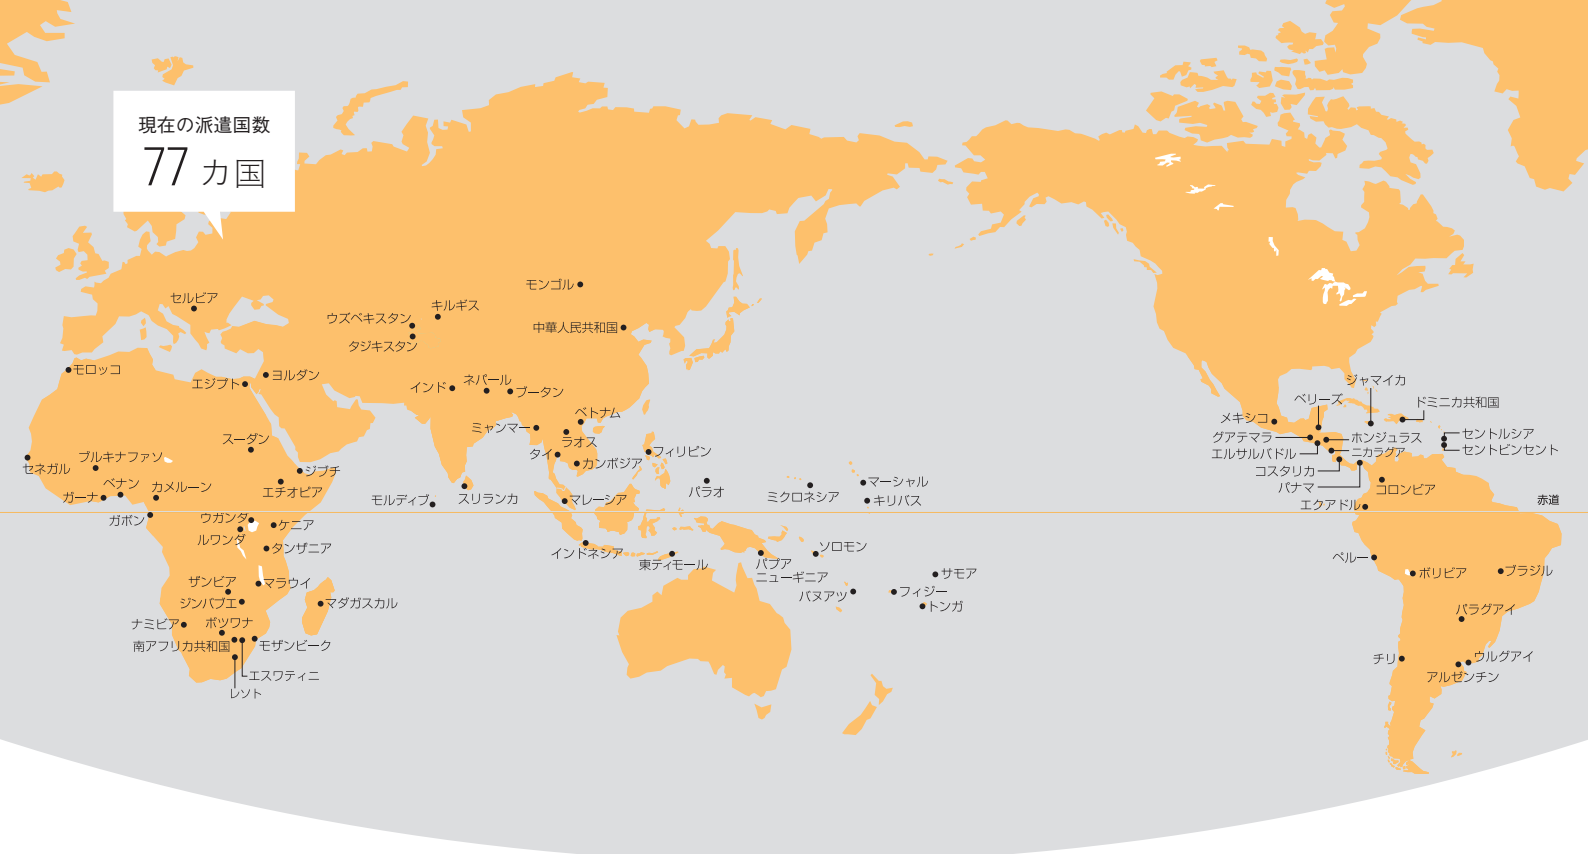 現在の派遣国数
77 カ国
セルビア
モンゴル
キルギス
ウズベキスタン
中華人民共和国
タジキスタン
モロッコ
エジプト
ヨルダン
インド
ネパール
ブータン
ベトナム
ミャンマー
ラオス
タイ
カンボジア
フィリピン
スーダン
セネガル
ブルキナファソ
ジブチ
ベナン
カメルーン
エチオピア
ガーナ
モルディブ
スリランカ
マレーシア
パラオ
ミクロネシア
マーシャル
キリバス
ガボン
ウガンダ
ケニア
ルワンダ
タンザニア
インドネシア
東ティモール
パプア
ニューギニア
ソロモン
サモア
バヌアツ
フィジー
トンガ
ザンビア
マラウイ
ジンバブエ
マダガスカル
ナミビア
ボツワナ
南アフリカ共和国
モザンビーク
エスワティニ
レソト
ジャマイカ
ベリーズ
ドミニカ共和国
メキシコ
グアテマラ
ホンジュラス
セントルシア
エルサルバドル
ニカラグア
セントビンセント
コスタリカ
パナマ
コロンビア
エクアドル
赤道
ペルー
ボリビア
ブラジル
パラグアイ
チリ
ウルグアイ
アルゼンチン